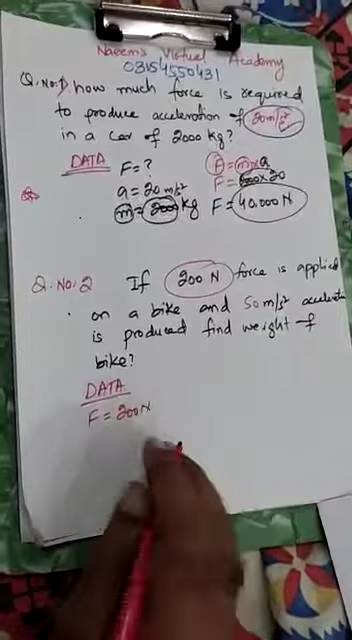 Naeem's Virtual Academy
03154550431
Q.No.1) how much force is required
to produce acceleration of 20m/s²
in a car of 2000 kg?
DATA
F = ?
a = 20 m/s²
m = 2000 kg
F = m x a
F = 2000 x 20
F = 40,000 N
Q.No.2 If 200 N force is applied
on a bike and 50 m/s² acceleration
is produced find weight of
bike?
DATA
F = 200N